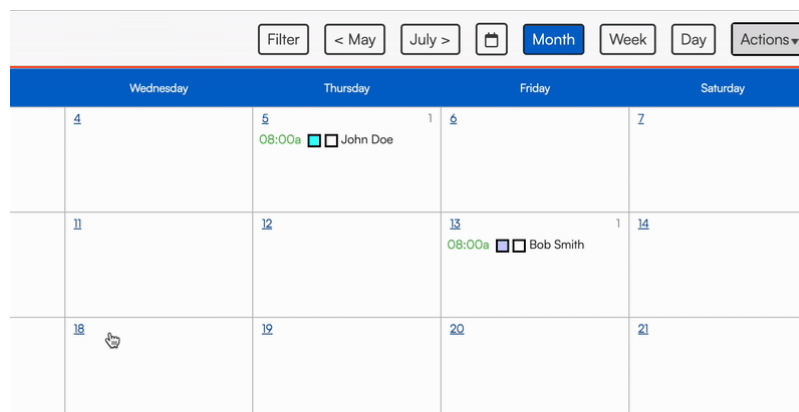 Filter < May July > Month Week Day Actions▾
Wednesday Thursday Friday Saturday
4 5 1 6 7
08:00a John Doe
11 12 13 1 14
08:00a Bob Smith
18 19 20 21